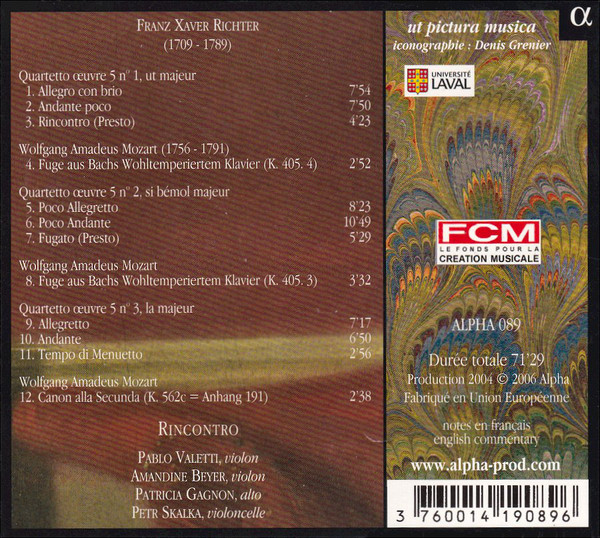 FRANZ XAVER RICHTER
(1709 - 1789)
Quartetto œuvre 5 n° 1, ut majeur
1. Allegro con brio 7'54
2. Andante poco 7'50
3. Rincontro (Presto) 4'23
Wolfgang Amadeus Mozart (1756 - 1791)
4. Fuge aus Bachs Wohltemperiertem Klavier (K. 405. 4) 2'52
Quartetto œuvre 5 n° 2, si bémol majeur
5. Poco Allegretto 8'23
6. Poco Andante 10'49
7. Fugato (Presto) 5'29
Wolfgang Amadeus Mozart
8. Fuge aus Bachs Wohltemperiertem Klavier (K. 405. 3) 3'32
Quartetto œuvre 5 n° 3, la majeur
9. Allegretto 7'17
10. Andante 6'50
11. Tempo di Menuetto 2'56
Wolfgang Amadeus Mozart
12. Canon alla Secunda (K. 562c = Anhang 191) 2'38
RINCONTRO
PABLO VALETTI, violon
AMANDINE BEYER, violon
PATRICIA GAGNON, alto
PETR SKALKA, violoncelle
α
ut pictura musica
iconographie : Denis Grenier
UNIVERSITÉ
LAVAL
FCM
LE FONDS POUR LA
CREATION MUSICALE
ALPHA 089
Durée totale 71'29
Production 2004 © 2006 Alpha
Fabriqué en Union Européenne
notes en français
english commentary
www.alpha-prod.com
3 760014 190896